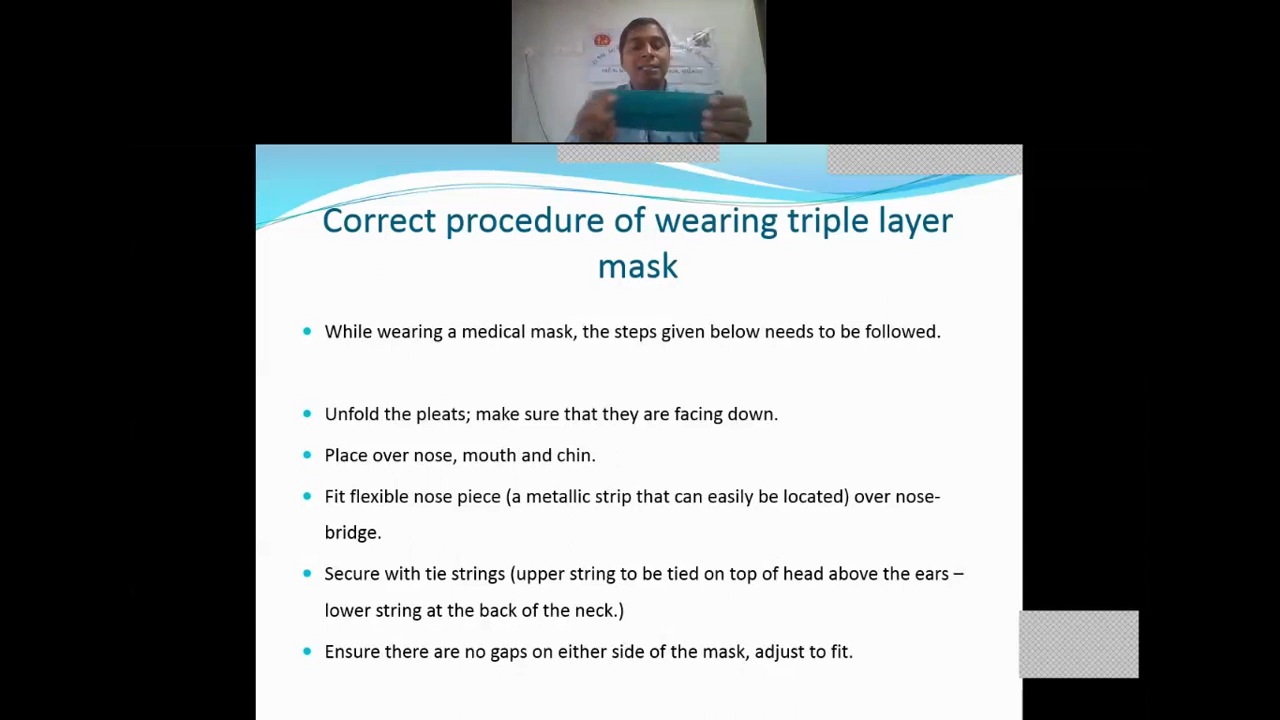 Correct procedure of wearing triple layer
mask
While wearing a medical mask, the steps given below needs to be followed.
Unfold the pleats; make sure that they are facing down.
Place over nose, mouth and chin.
Fit flexible nose piece (a metallic strip that can easily be located) over nose-
bridge.
Secure with tie strings (upper string to be tied on top of head above the ears –
lower string at the back of the neck.)
Ensure there are no gaps on either side of the mask, adjust to fit.